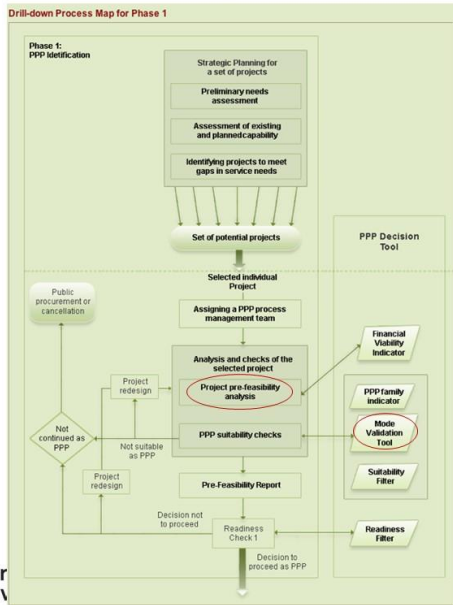 Drill-down Process Map for Phase 1
Phase 1:
PPP Idetification
Strategic Planning for
a set of projects
Preliminary needs
assessment
Assessment of existing
and plannedcapability
Identifying projects to meet
gaps in service needs
Set of potential projects
PPP Decision
Tool
Selected individual
Project
Public
procurement or
cancellation
Assigning a PPP process
management team
Financial
Viability
Indicator
Analysis and checks of the
selected project
Project
redesign
Project pre-feasibility
analysis
PPP family
indicator
Not
continued as
PPP
Not suitable
as PPP
PPP suitability checks
Mode
Validation
Tool
Project
redesign
Pre-Feasibility Report
Suitability
Filter
Decision not
to proceed
Readiness
Check 1
Readiness
Filter
Decision to
proceed as PPP